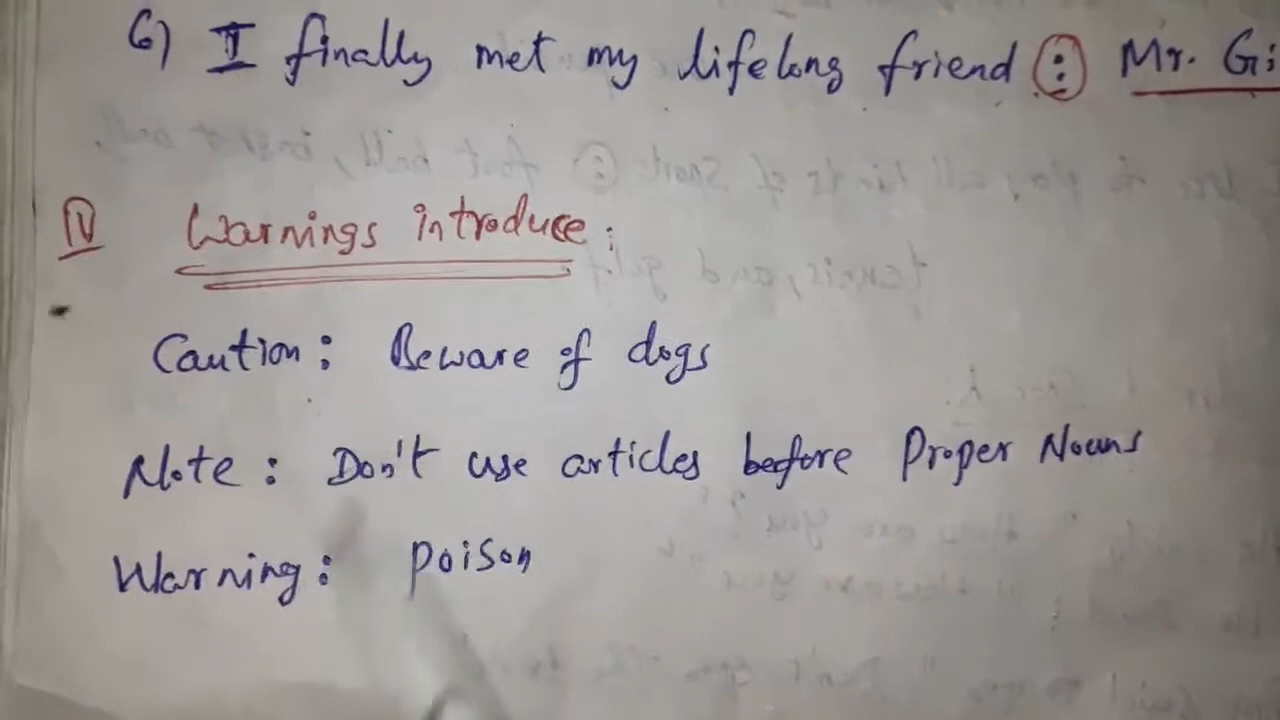 6) I finally met my lifelong friend : Mr. Gi
IV Warnings introduce:
Caution: Beware of dogs
Note: Don't use articles before Proper Nouns
Warning: Poison